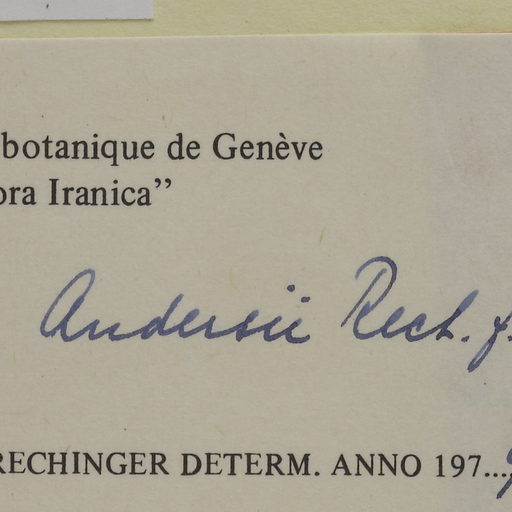 botanique de Genève
ora Iranica”
Andersii Rech. f.
RECHINGER DETERM. ANNO 197...